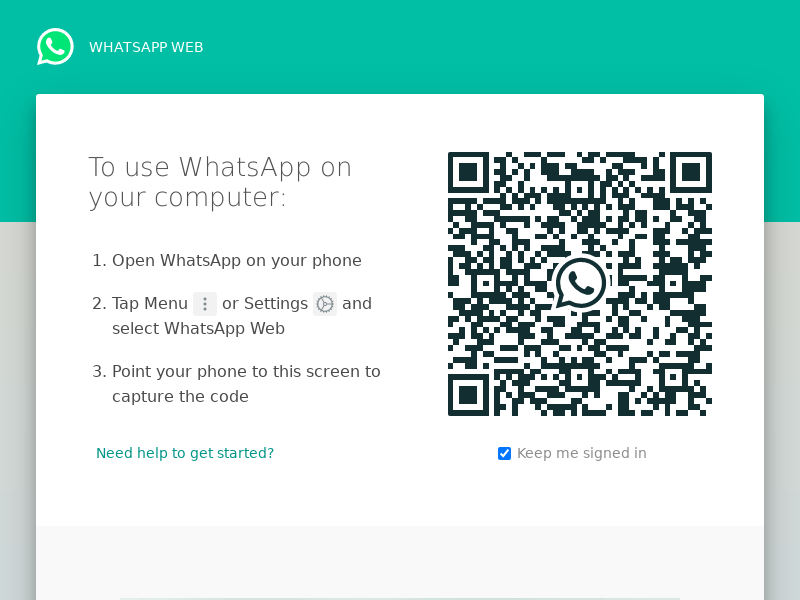 WHATSAPP WEB
To use WhatsApp on
your computer:
1. Open WhatsApp on your phone
2. Tap Menu or Settings and
select WhatsApp Web
3. Point your phone to this screen to
capture the code
Need help to get started?
Keep me signed in